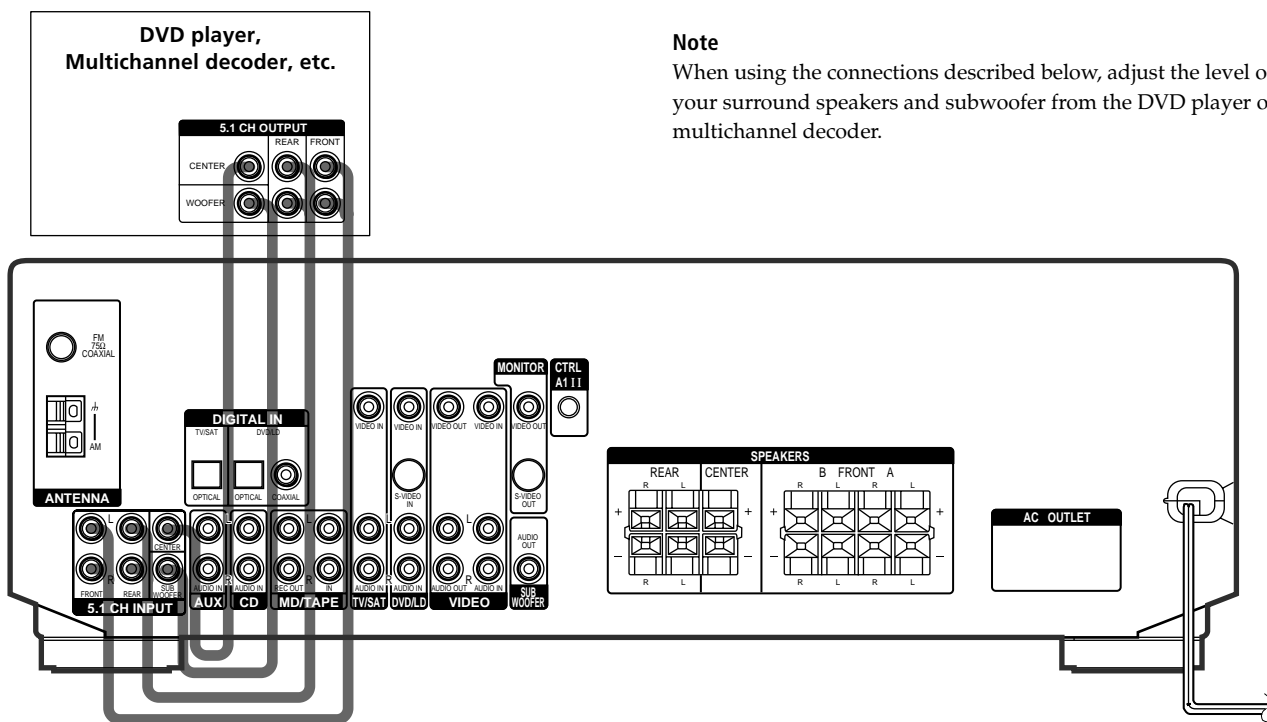 DVD player,
Multichannel decoder, etc.
5.1 CH OUTPUT
REAR FRONT
CENTER
WOOFER
Note
When using the connections described below, adjust the level o
your surround speakers and subwoofer from the DVD player o
multichannel decoder.
FM
75Ω
COAXIAL
AM
ANTENNA
DIGITAL IN
TV/SAT DVD/LD
OPTICAL OPTICAL COAXIAL
MONITOR
CTRL
A1 II
VIDEO IN VIDEO IN VIDEO OUT VIDEO IN VIDEO OUT
S-VIDEO
IN
S-VIDEO
OUT
L L L L L
CENTER
AUDIO
OUT
R R R R R
FRONT REAR SUB
WOOFER
AUDIO IN AUDIO IN REC OUT IN AUDIO IN AUDIO IN AUDIO OUT AUDIO IN
5.1 CH INPUT AUX CD MD/TAPE TV/SAT DVD/LD VIDEO
SUB
WOOFER
SPEAKERS
REAR CENTER B FRONT A
R L R L R L
+ + + +
– – – –
R L R L R L
AC OUTLET